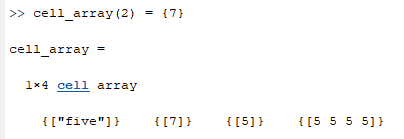 >> cell_array(2) = {7}
cell_array =
1×4 cell array
{["five"]} {[7]} {[5]} {[5 5 5 5]}